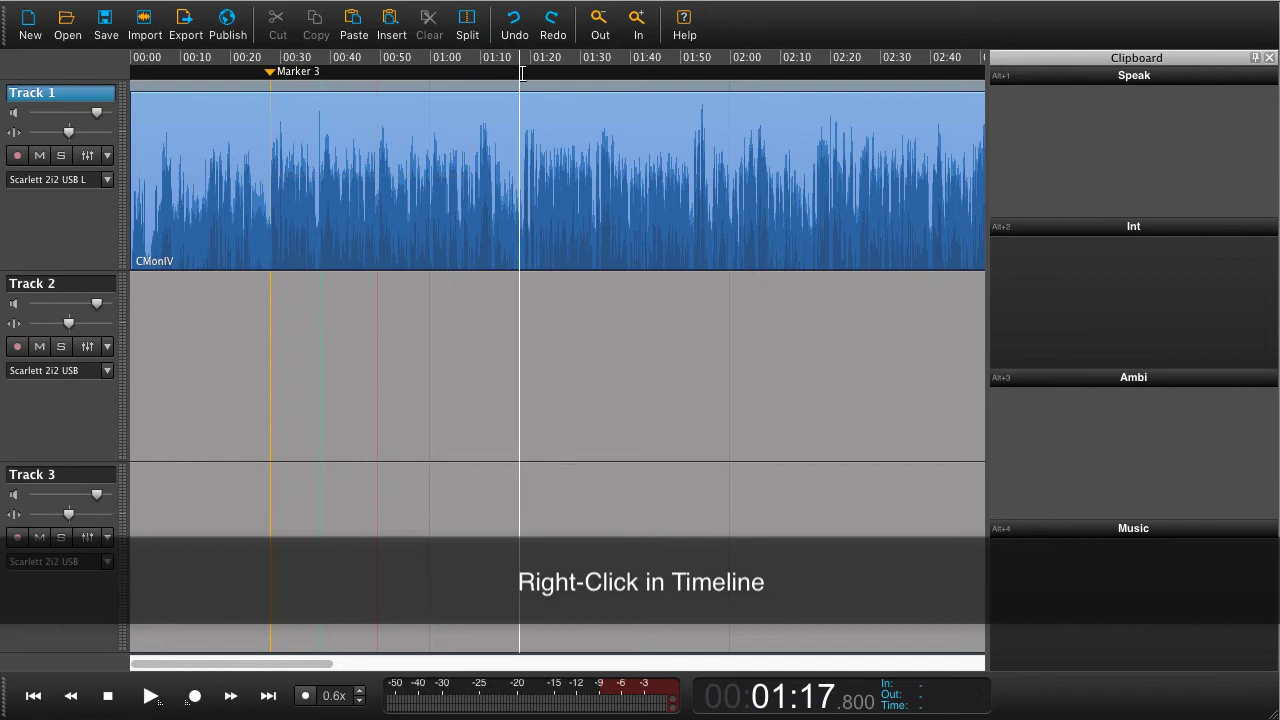 New Open Save Import Export Publish Cut Copy Paste Insert Clear Split Undo Redo Out In Help
00:00 00:10 00:20 00:30 00:40 00:50 01:00 01:10 01:20 01:30 01:40 01:50 02:00 02:10 02:20 02:30 02:40
Marker 3
Track 1
M S
Scarlett 2i2 USB L
CMonIV
Track 2
M S
Scarlett 2i2 USB
Track 3
M S
Scarlett 2i2 USB
Clipboard
Alt+1 Speak
Alt+2 Int
Alt+3 Ambi
Alt+4 Music
Right-Click in Timeline
0.6x
-50 -40 -30 -25 -20 -15 -12 -9 -6 -3
00:01:17.800
In: -
Out: -
Time: -